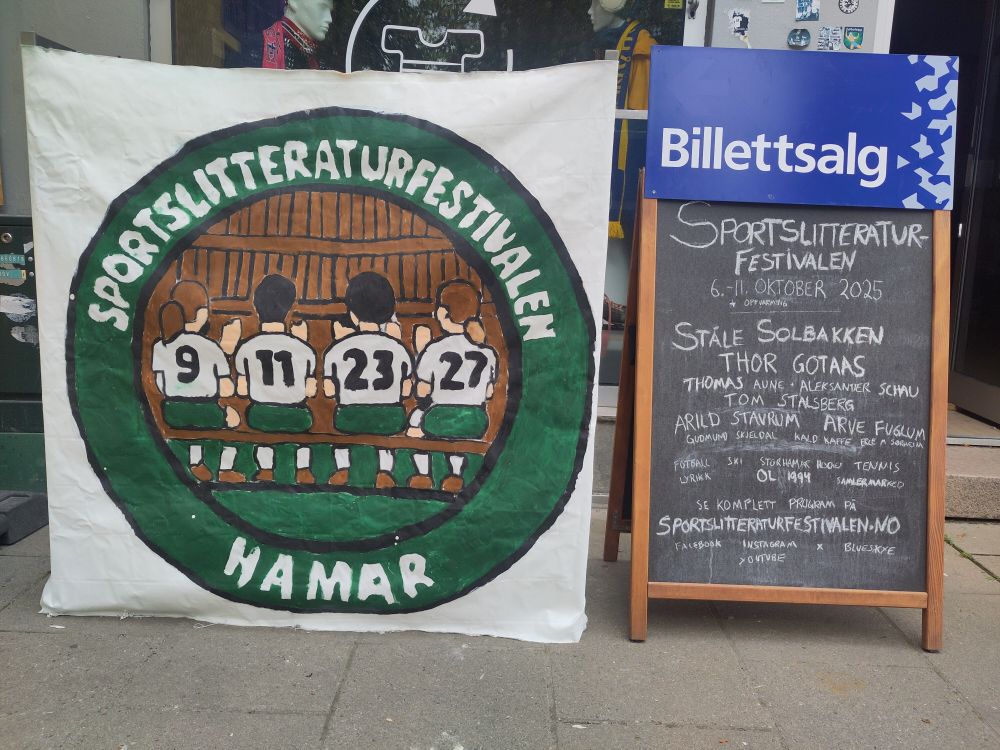 SPORTSLITTERATURFESTIVALEN
9 11 23 27
HAMAR
Billettsalg
SPORTSLITTERATUR-
FESTIVALEN
6.-11. OKTOBER 2025
OPPVARMING
STÅLE SOLBAKKEN
THOR GOTAAS
THOMAS AUNE · ALEKSANDER SCHAU
TOM STALSBERG
ARILD STAVRUM ARVE FUGLUM
GUDMUND SKJELDAL KALD KAFFE
FOTBALL SKI STORHAMAR TENNIS
LYRIKK OL 1994 SAMLERMARKED
SE KOMPLETT PROGRAM PÅ
SPORTSLITTERATURFESTIVALEN.NO
FACEBOOK INSTAGRAM X BLUESKYE
YOUTUBE